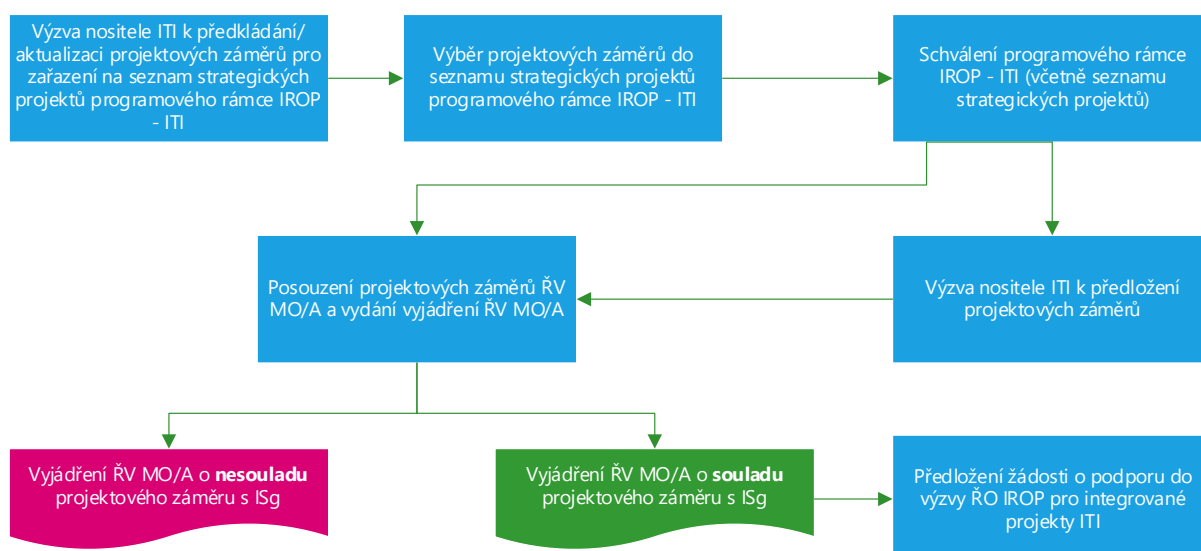 Výzva nositele ITI k předkládání/
aktualizaci projektových záměrů pro
zařazení na seznam strategických
projektů programového rámce IROP
- ITI
Výběr projektových záměrů do
seznamu strategických projektů
programového rámce IROP - ITI
Schválení programového rámce
IROP - ITI (včetně seznamu
strategických projektů)
Posouzení projektových záměrů ŘV
MO/A a vydání vyjádření ŘV MO/A
Výzva nositele ITI k předložení
projektových záměrů
Vyjádření ŘV MO/A o nesouladu
projektového záměru s ISg
Vyjádření ŘV MO/A o souladu
projektového záměru s ISg
Předložení žádosti o podporu do
výzvy ŘO IROP pro integrované
projekty ITI